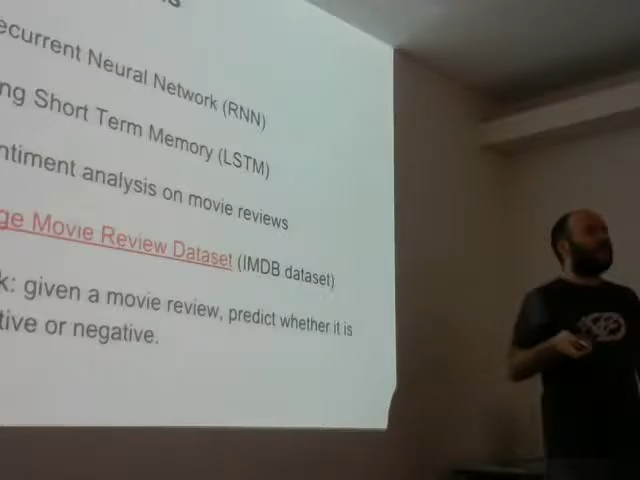 ecurrent Neural Network (RNN)
ng Short Term Memory (LSTM)
ntiment analysis on movie reviews
ge Movie Review Dataset (IMDB dataset)
k: given a movie review, predict whether it is
tive or negative.